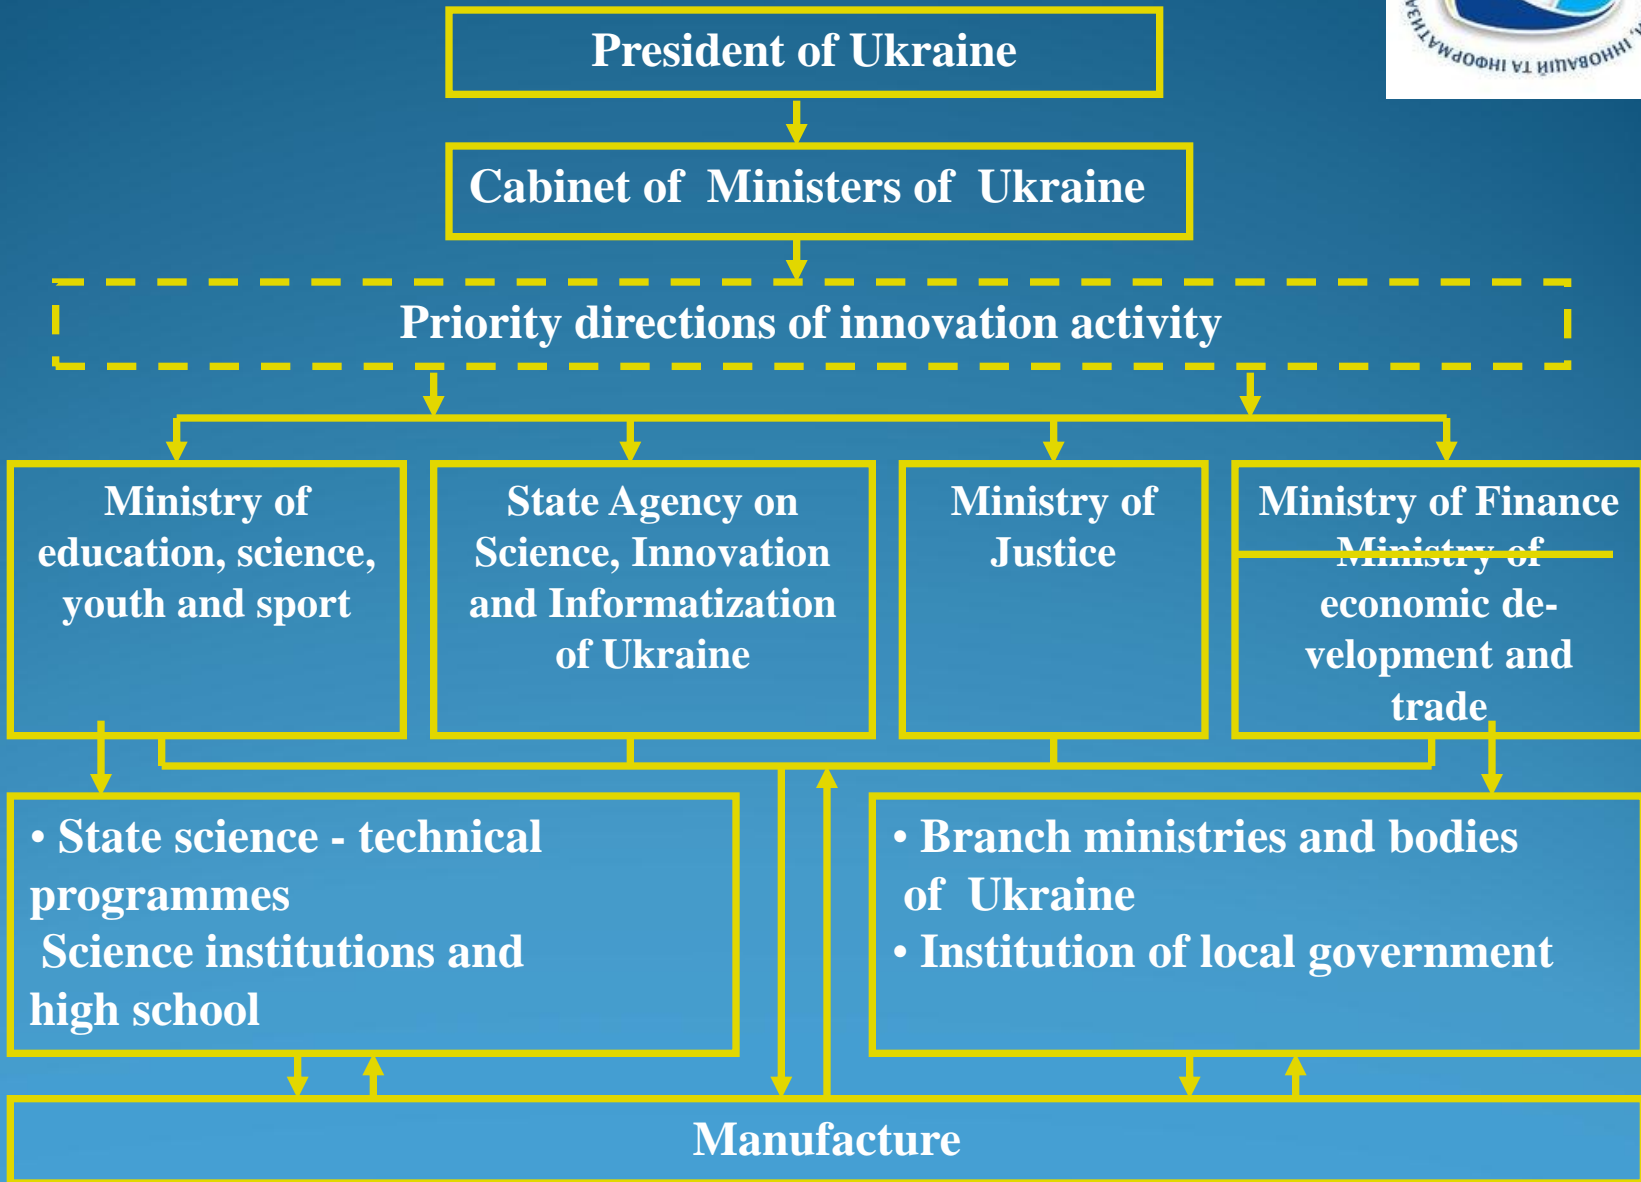 President of Ukraine
Cabinet of Ministers of Ukraine
Priority directions of innovation activity
Ministry of
education, science,
youth and sport
State Agency on
Science, Innovation
and Informatization
of Ukraine
Ministry of
Justice
Ministry of Finance
Ministry of
economic de-
velopment and
trade
• State science - technical
programmes
Science institutions and
high school
• Branch ministries and bodies
of Ukraine
• Institution of local government
Manufacture
ІННОВАЦІЙ ТА